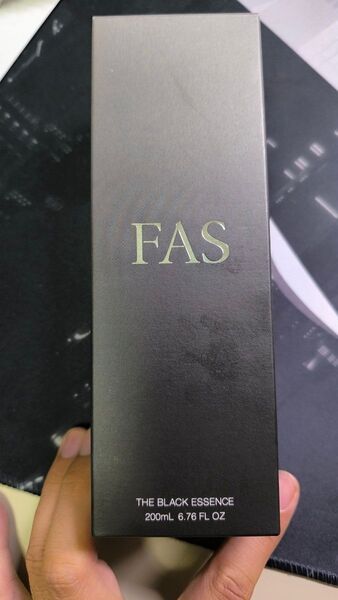 FAS
THE BLACK ESSENCE
200mL 6.76 FL OZ